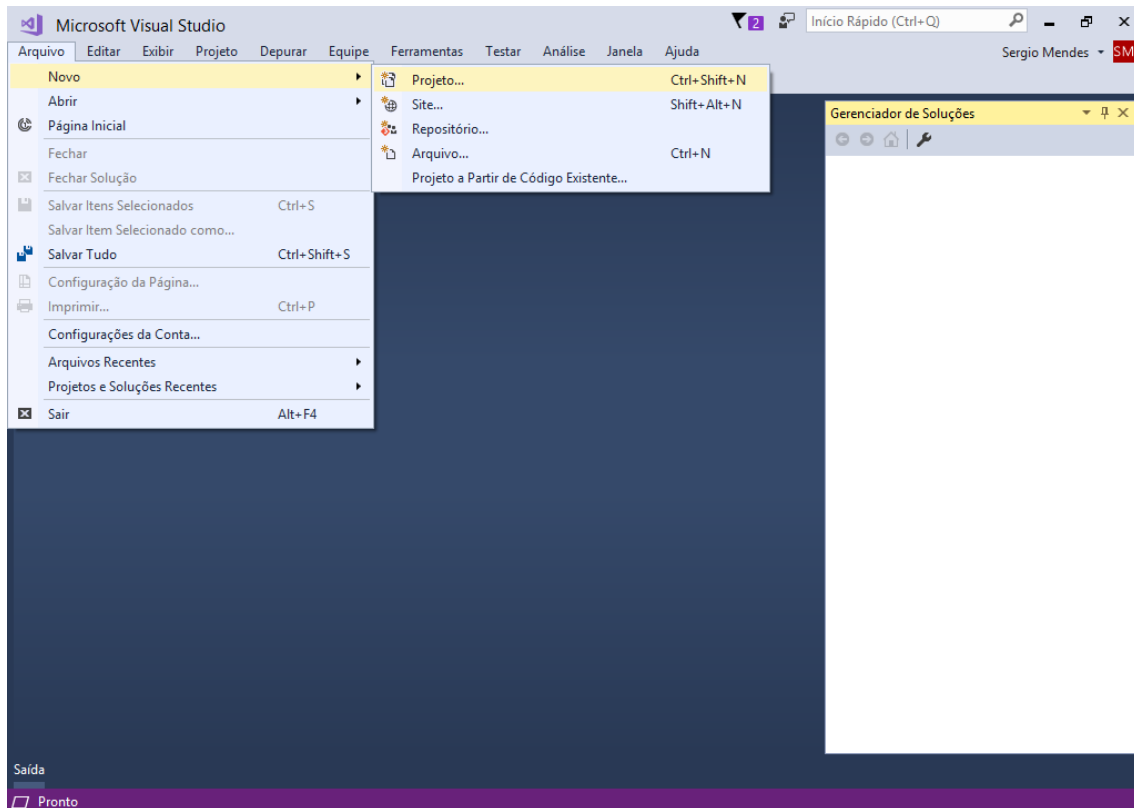 Microsoft Visual Studio 2 Início Rápido (Ctrl+Q)
Arquivo Editar Exibir Projeto Depurar Equipe Ferramentas Testar Análise Janela Ajuda Sergio Mendes SM
Novo
Abrir
Página Inicial
Fechar
Fechar Solução
Salvar Itens Selecionados Ctrl+S
Salvar Item Selecionado como...
Salvar Tudo Ctrl+Shift+S
Configuração da Página...
Imprimir... Ctrl+P
Configurações da Conta...
Arquivos Recentes
Projetos e Soluções Recentes
Sair Alt+F4
Projeto... Ctrl+Shift+N
Site... Shift+Alt+N
Repositório...
Arquivo... Ctrl+N
Projeto a Partir de Código Existente...
Gerenciador de Soluções
Saída
Pronto